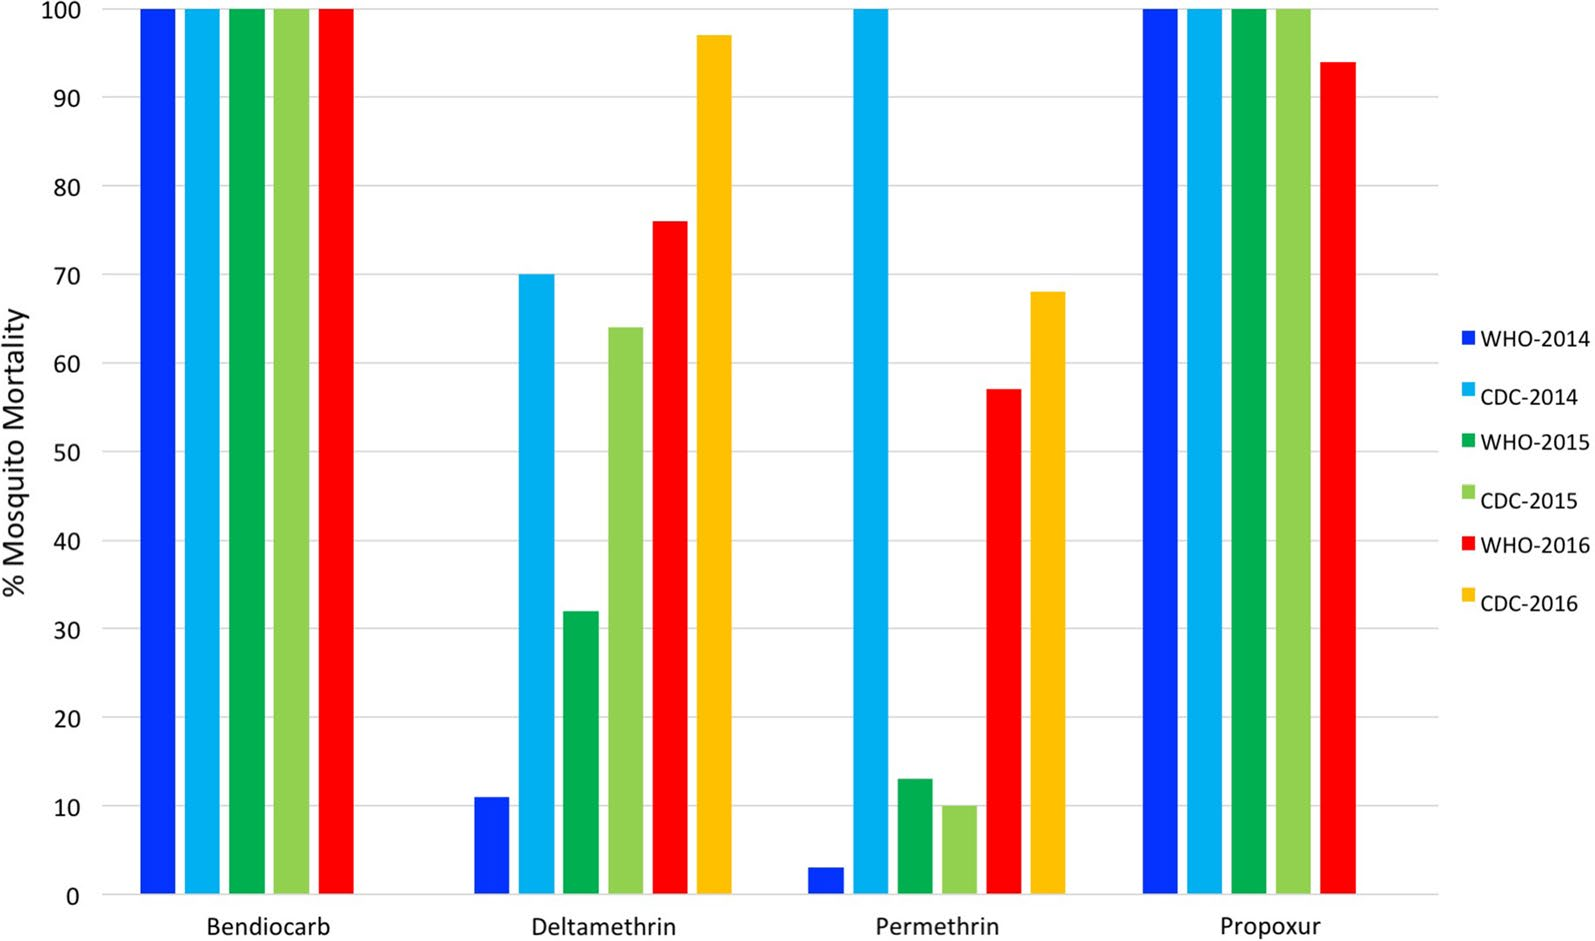 % Mosquito Mortality
100
90
80
70
60
50
40
30
20
10
0
Bendiocarb
Deltamethrin
Permethrin
Propoxur
WHO-2014
CDC-2014
WHO-2015
CDC-2015
WHO-2016
CDC-2016